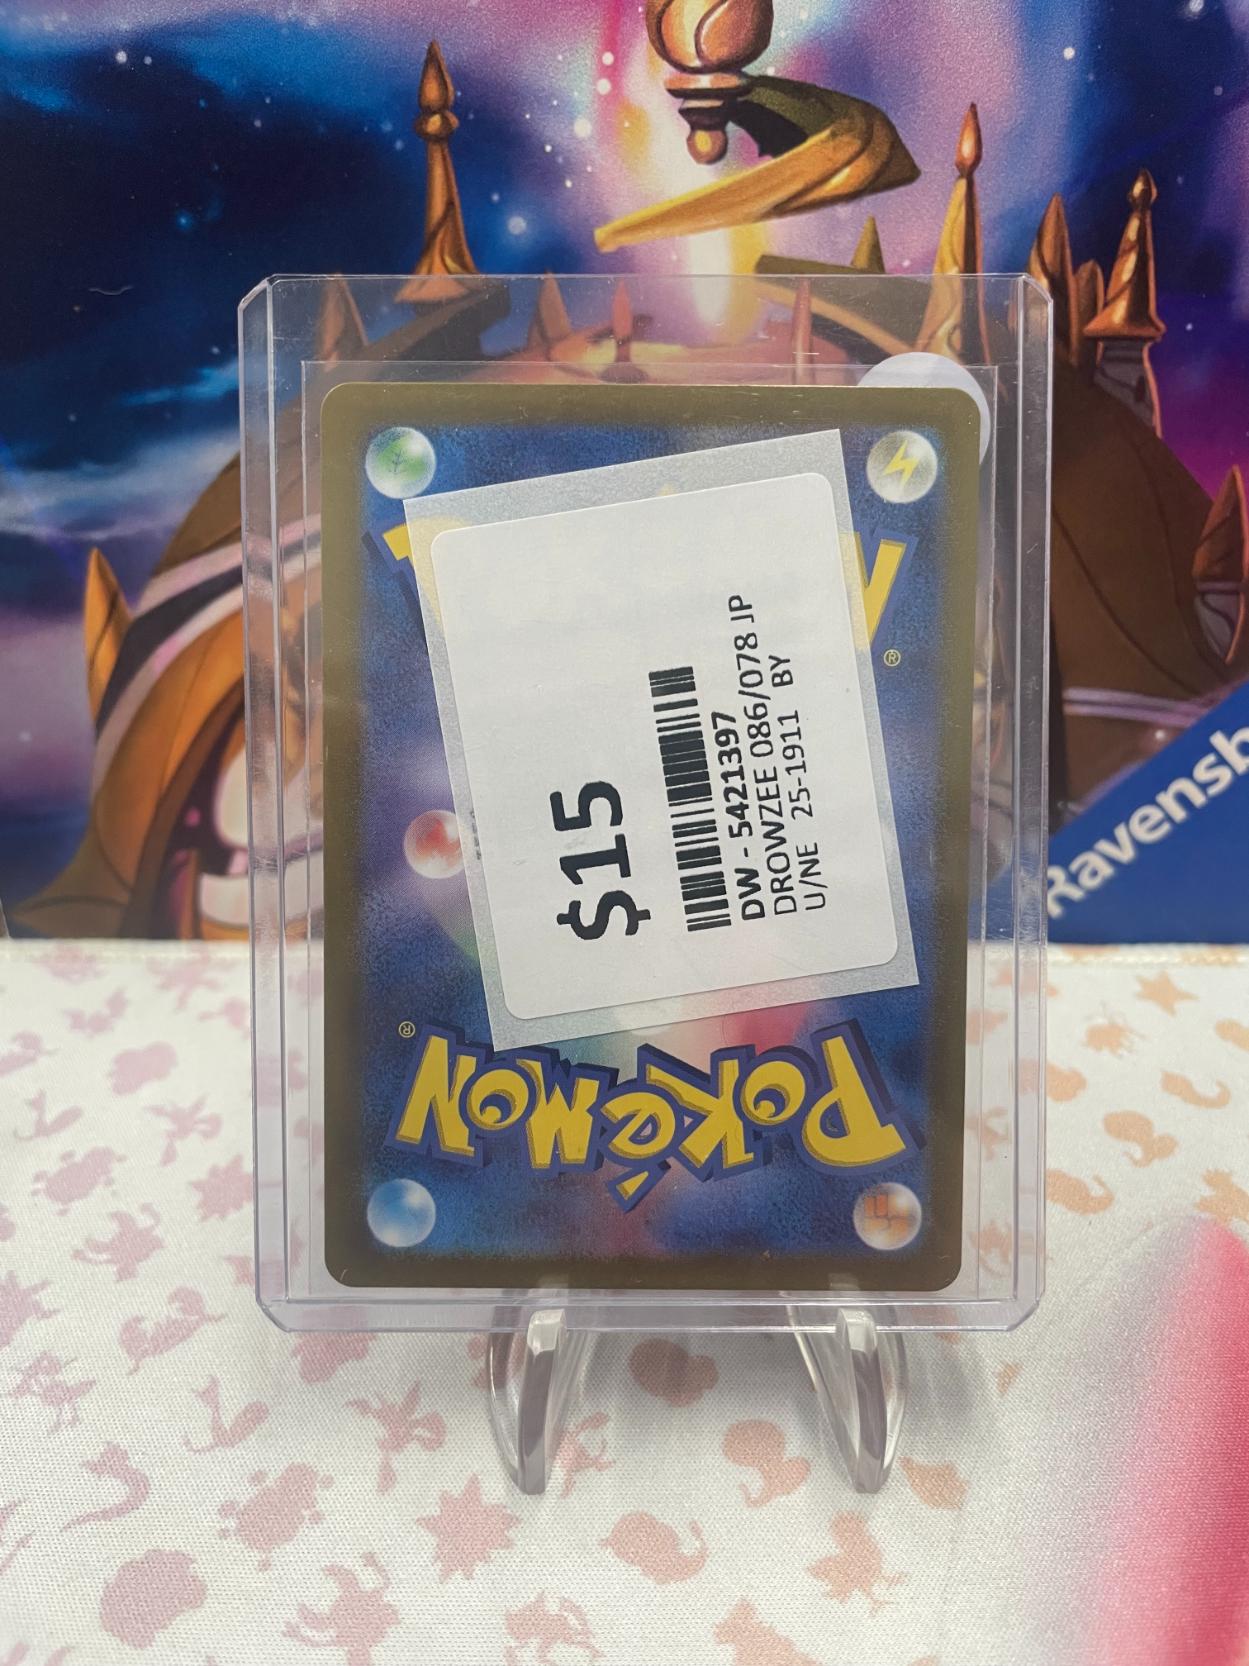 $15
DW - 5421397
DROWZEE 086/078 JP
U/NE 25-1911 BY
®
POKéMON
®
Ravensb